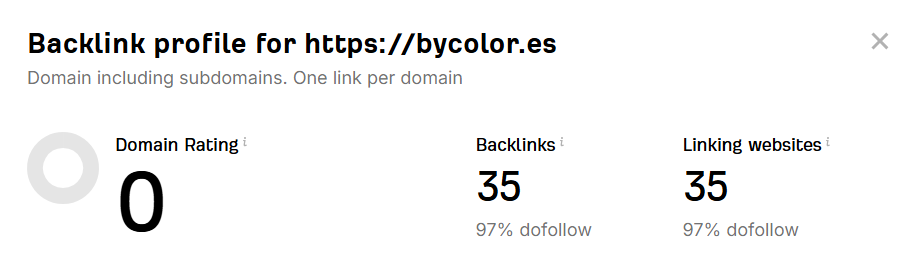 Backlink profile for https://bycolor.es
Domain including subdomains. One link per domain
Domain Rating i
0
Backlinks i
35
97% dofollow
Linking websites i
35
97% dofollow